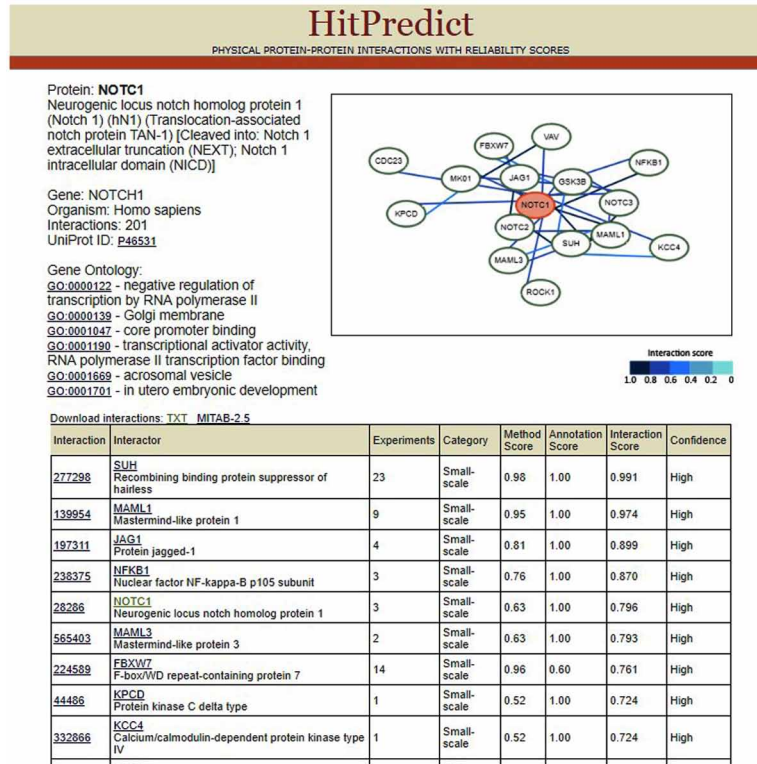 HitPredict
PHYSICAL PROTEIN-PROTEIN INTERACTIONS WITH RELIABILITY SCORES
Protein: NOTC1
Neurogenic locus notch homolog protein 1
(Notch 1) (hN1) (Translocation-associated
notch protein TAN-1) [Cleaved into: Notch 1
extracellular truncation (NEXT); Notch 1
intracellular domain (NICD)]
Gene: NOTCH1
Organism: Homo sapiens
Interactions: 201
UniProt ID: P46531
Gene Ontology:
GO:0000122 - negative regulation of
transcription by RNA polymerase II
GO:0000139 - Golgi membrane
GO:0001047 - core promoter binding
GO:0001190 - transcriptional activator activity,
RNA polymerase II transcription factor binding
GO:0001669 - acrosomal vesicle
GO:0001701 - in utero embryonic development
VAV
FBXW7
CDC23
NFKB1
MK01
JAG1
GSK3B
NOTC1
NOTC3
KPCD
NOTC2
MAML1
SUH
KCC4
MAML3
ROCK1
Interaction score
1.0 0.8 0.6 0.4 0.2 0
Download interactions: TXT MITAB-2.5
Interaction Interactor Experiments Category Method Score Annotation Score Interaction Score Confidence
277298 SUH Recombining binding protein suppressor of hairless 23 Small-scale 0.98 1.00 0.991 High
139954 MAML1 Mastermind-like protein 1 9 Small-scale 0.95 1.00 0.974 High
197311 JAG1 Protein jagged-1 4 Small-scale 0.81 1.00 0.899 High
238375 NFKB1 Nuclear factor NF-kappa-B p105 subunit 3 Small-scale 0.76 1.00 0.870 High
28286 NOTC1 Neurogenic locus notch homolog protein 1 3 Small-scale 0.63 1.00 0.796 High
565403 MAML3 Mastermind-like protein 3 2 Small-scale 0.63 1.00 0.793 High
224589 FBXW7 F-box/WD repeat-containing protein 7 14 Small-scale 0.96 0.60 0.761 High
44486 KPCD Protein kinase C delta type 1 Small-scale 0.52 1.00 0.724 High
332866 KCC4 Calcium/calmodulin-dependent protein kinase type IV 1 Small-scale 0.52 1.00 0.724 High